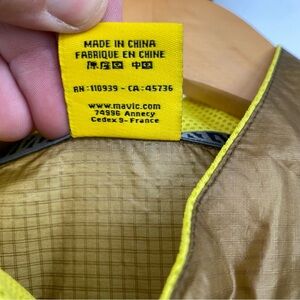 MADE IN CHINA
FABRIQUE EN CHINE
RN:110939 - CA:45736
www.mavic.com
74996 Annecy
Cedex 9-France